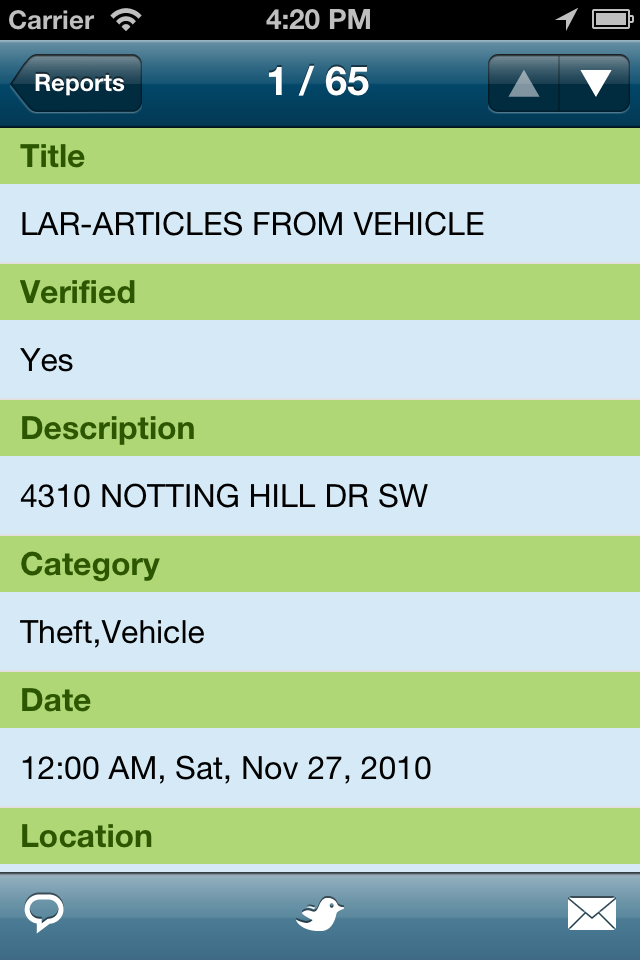 Carrier 4:20 PM
Reports 1 / 65
Title
LAR-ARTICLES FROM VEHICLE
Verified
Yes
Description
4310 NOTTING HILL DR SW
Category
Theft,Vehicle
Date
12:00 AM, Sat, Nov 27, 2010
Location